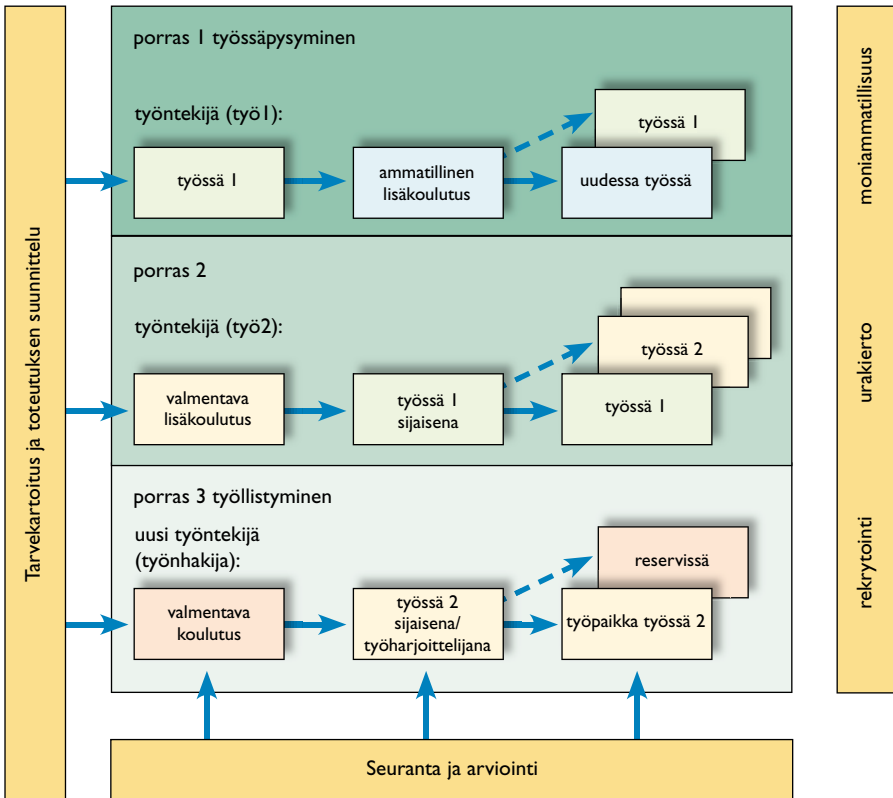 Tarvekartoitus ja toteutuksen suunnittelu
porras 1 työssäpysyminen
työntekijä (työ1):
työssä 1
ammatillinen
lisäkoulutus
työssä 1
uudessa työssä
porras 2
työntekijä (työ2):
valmentava
lisäkoulutus
työssä 1
sijaisena
työssä 2
työssä 1
porras 3 työllistyminen
uusi työntekijä
(työnhakija):
valmentava
koulutus
työssä 2
sijaisena/
työharjoittelijana
reservissä
työpaikka työssä 2
Seuranta ja arviointi
moniammatillisuus
urakierto
rekrytointi